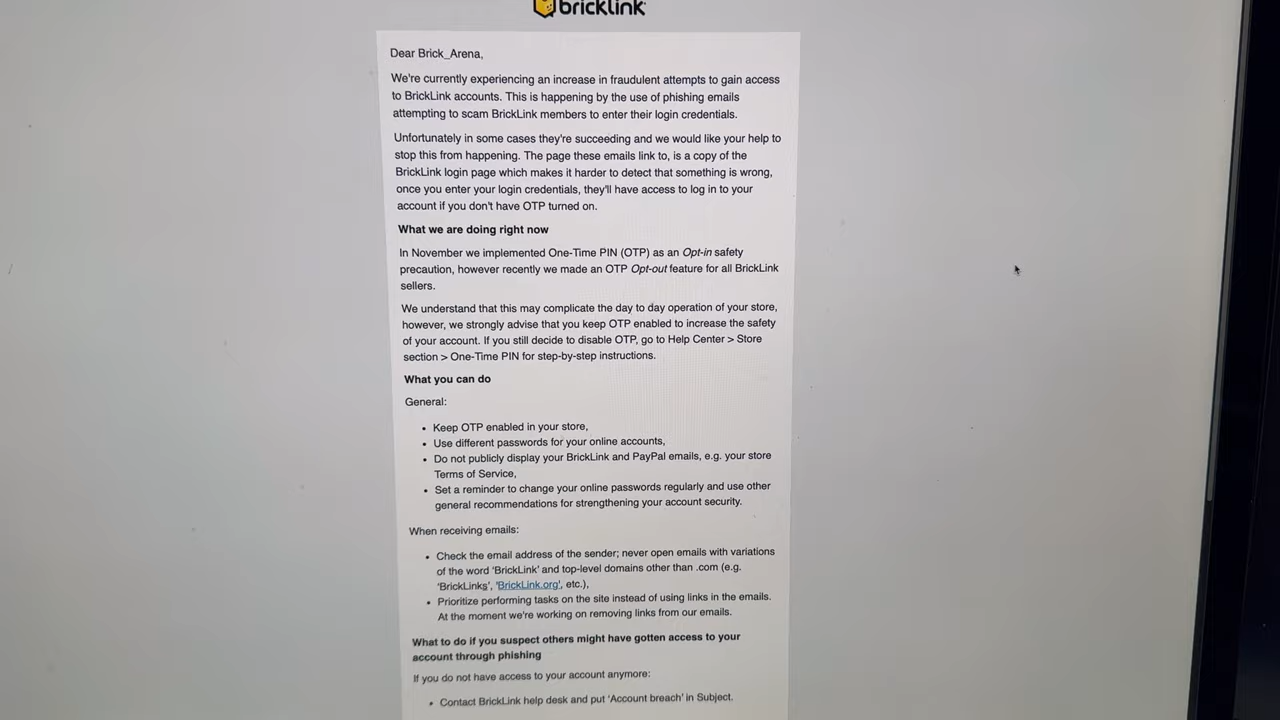 bricklink
Dear Brick_Arena,
We're currently experiencing an increase in fraudulent attempts to gain access
to BrickLink accounts. This is happening by the use of phishing emails
attempting to scam BrickLink members to enter their login credentials.
Unfortunately in some cases they're succeeding and we would like your help to
stop this from happening. The page these emails link to, is a copy of the
BrickLink login page which makes it harder to detect that something is wrong,
once you enter your login credentials, they'll have access to log in to your
account if you don't have OTP turned on.
What we are doing right now
In November we implemented One-Time PIN (OTP) as an Opt-in safety
precaution, however recently we made an OTP Opt-out feature for all BrickLink
sellers.
We understand that this may complicate the day to day operation of your store,
however, we strongly advise that you keep OTP enabled to increase the safety
of your account. If you still decide to disable OTP, go to Help Center > Store
section > One-Time PIN for step-by-step instructions.
What you can do
General:
• Keep OTP enabled in your store,
• Use different passwords for your online accounts,
• Do not publicly display your BrickLink and PayPal emails, e.g. your store
Terms of Service,
• Set a reminder to change your online passwords regularly and use other
general recommendations for strengthening your account security.
When receiving emails:
• Check the email address of the sender; never open emails with variations
of the word 'BrickLink' and top-level domains other than .com (e.g.
'BrickLinks', 'BrickLink.org', etc.),
• Prioritize performing tasks on the site instead of using links in the emails.
At the moment we're working on removing links from our emails.
What to do if you suspect others might have gotten access to your
account through phishing
If you do not have access to your account anymore:
• Contact BrickLink help desk and put 'Account breach' in Subject.